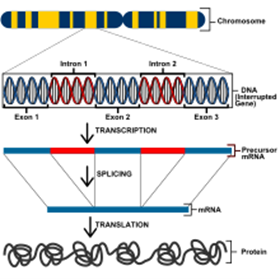 Chromosome
Intron 1
Intron 2
DNA
(Interrupted
Gene)
Exon 1
Exon 2
Exon 3
TRANSCRIPTION
Precursor
mRNA
SPLICING
mRNA
TRANSLATION
Protein